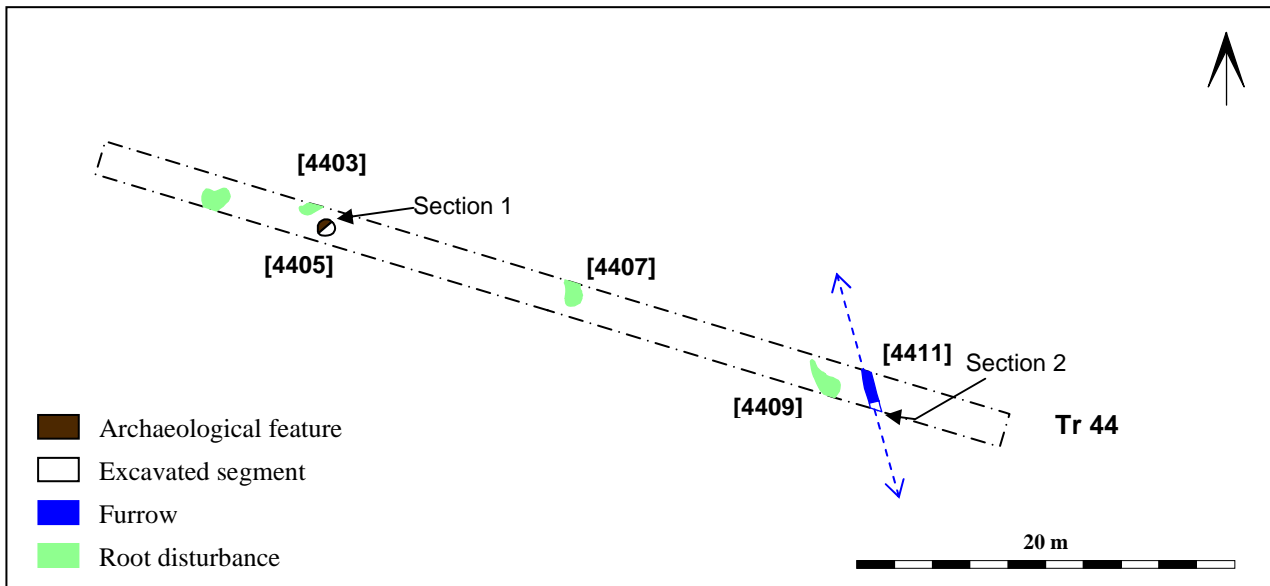 [4403]
Section 1
[4405]
[4407]
[4411]
Section 2
[4409]
Tr 44
Archaeological feature
Excavated segment
Furrow
Root disturbance
20 m